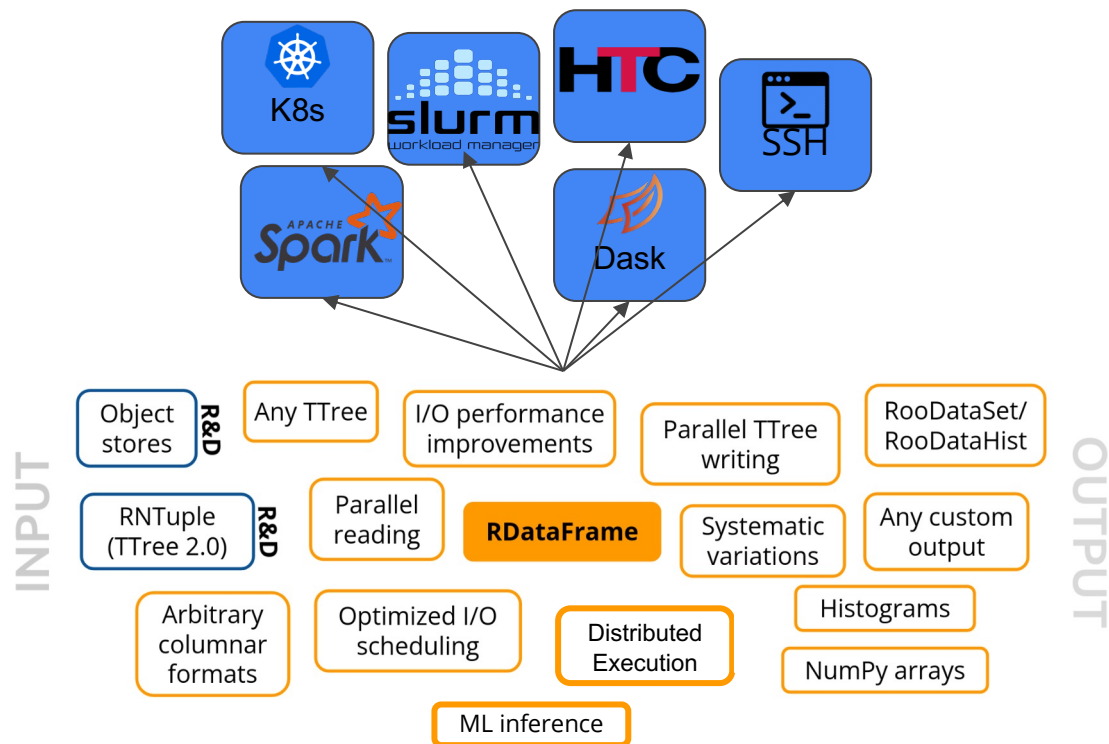 K8s
slurm
workload manager
HTC
SSH
APACHE
Spark™
Dask
INPUT
OUTPUT
Object
stores
R&D
Any TTree
I/O performance
improvements
Parallel TTree
writing
RooDataSet/
RooDataHist
RNTuple
(TTree 2.0)
R&D
Parallel
reading
RDataFrame
Systematic
variations
Any custom
output
Arbitrary
columnar
formats
Optimized I/O
scheduling
Distributed
Execution
Histograms
NumPy arrays
ML inference